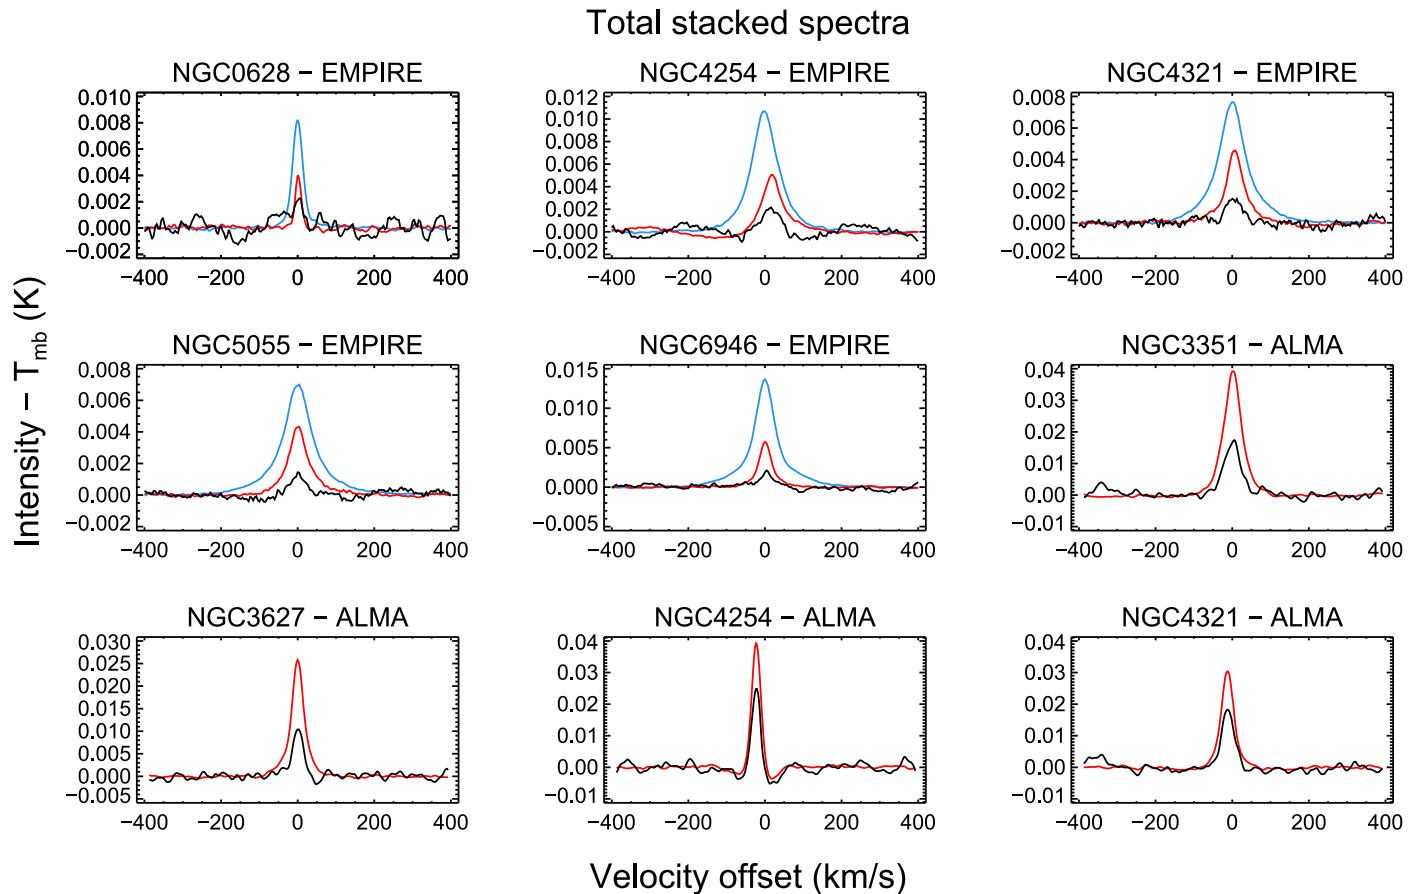 Total stacked spectra
NGC0628 − EMPIRE
NGC4254 − EMPIRE
NGC4321 − EMPIRE
0.010
0.008
0.006
0.004
0.002
0.000
−0.002
−400 −200 0 200 400
0.012
0.010
0.008
0.006
0.004
0.002
0.000
−0.002
−400 −200 0 200 400
0.008
0.006
0.004
0.002
0.000
−0.002
−400 −200 0 200 400
Intensity − Tmb (K)
NGC5055 − EMPIRE
NGC6946 − EMPIRE
NGC3351 − ALMA
0.008
0.006
0.004
0.002
0.000
−0.002
−400 −200 0 200 400
0.015
0.010
0.005
0.000
−0.005
−400 −200 0 200 400
0.04
0.03
0.02
0.01
0.00
−0.01
−400 −200 0 200 400
NGC3627 − ALMA
NGC4254 − ALMA
NGC4321 − ALMA
0.030
0.025
0.020
0.015
0.010
0.005
0.000
−0.005
−400 −200 0 200 400
0.04
0.03
0.02
0.01
0.00
−0.01
−400 −200 0 200 400
0.04
0.03
0.02
0.01
0.00
−0.01
−400 −200 0 200 400
Velocity offset (km/s)